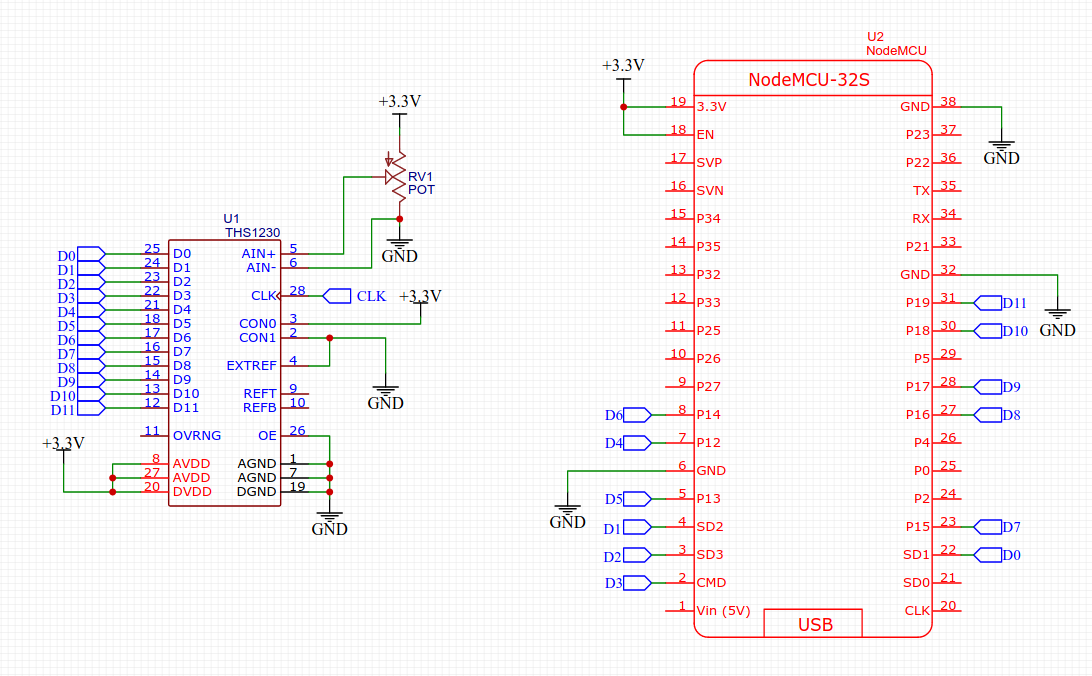 +3.3V
RV1
POT
GND
U1
THS1230
D0 25 D0 AIN+ 5
D1 24 D1 AIN- 6
D2 23 D2
D3 22 D3 CLK 28 CLK +3.3V
D4 21 D4
D5 18 D5 CON0 3
D6 17 D6 CON1 2
D7 16 D7
D8 15 D8 EXTREF 4
D9 14 D9
D10 13 D10 REFT 9
D11 12 D11 REFB 10
GND
11 OVRNG OE 26
+3.3V
8 AVDD AGND 1
27 AVDD AGND 7
20 DVDD DGND 19
GND
U2
NodeMCU
NodeMCU-32S
+3.3V
19 3.3V GND 38
18 EN P23 37
GND
17 SVP P22 36
16 SVN TX 35
15 P34 RX 34
14 P35 P21 33
13 P32 GND 32
12 P33 P19 31 D11
11 P25 P18 30 D10
GND
10 P26 P5 29
9 P27 P17 28 D9
D6 8 P14 P16 27 D8
D4 7 P12 P4 26
6 GND P0 25
D5 5 P13 P2 24
GND
D1 4 SD2 P15 23 D7
D2 3 SD3 SD1 22 D0
D3 2 CMD SD0 21
1 Vin (5V) CLK 20
USB